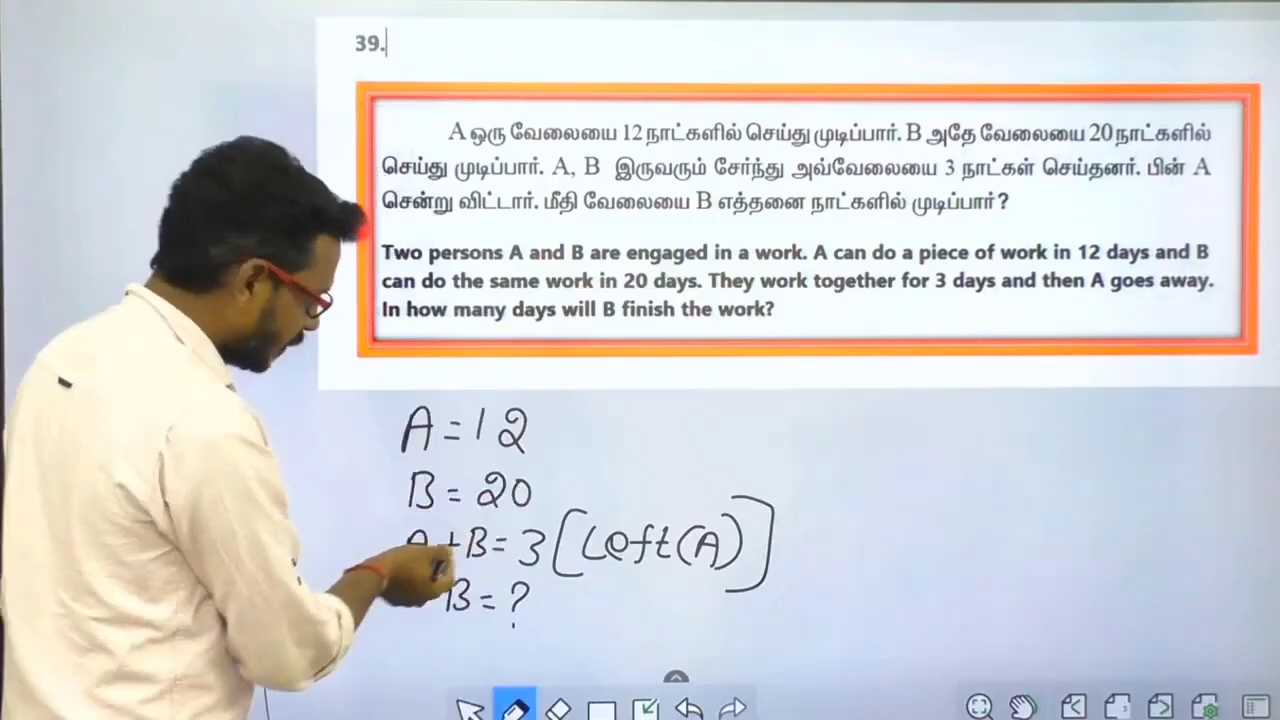 39.
A ஒரு வேலையை 12 நாட்களில் செய்து முடிப்பார். B அதே வேலையை 20 நாட்களில்
செய்து முடிப்பார். A, B இருவரும் சேர்ந்து அவ்வேலையை 3 நாட்கள் செய்தனர். பின் A
சென்று விட்டார். மீதி வேலையை B எத்தனை நாட்களில் முடிப்பார்?
Two persons A and B are engaged in a work. A can do a piece of work in 12 days and B
can do the same work in 20 days. They work together for 3 days and then A goes away.
In how many days will B finish the work?
A = 12
B = 20
A + B = 3 [Left(A)]
B = ?